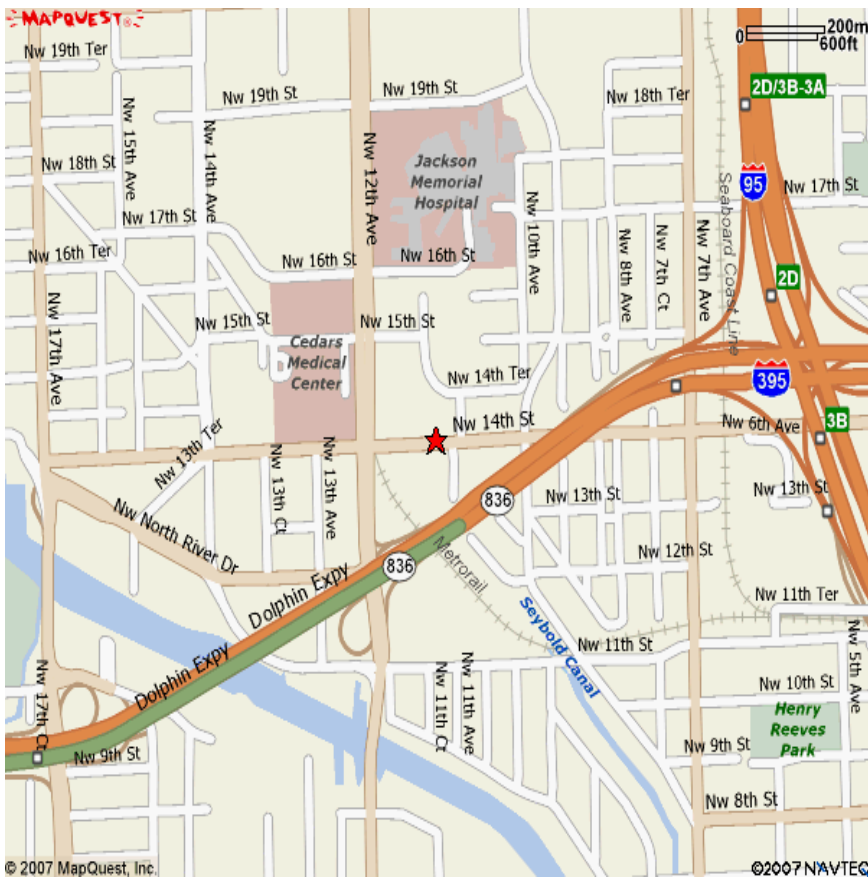 MAPQUEST®
0
200m
600ft
Nw 19th Ter
Nw 19th St
Nw 19th St
Nw 18th Ter
2D/3B-3A
Nw 15th Ave
Nw 14th Ave
Nw 12th Ave
Jackson
Memorial
Hospital
Nw 18th St
95
Nw 17th St
Seaboard Coast Line
Nw 17th St
Nw 10th Ave
Nw 8th Ave
Nw 7th Ct
Nw 7th Ave
Nw 16th Ter
Nw 16th St
Nw 16th St
2D
Nw 17th Ave
Nw 15th St
Nw 15th St
Cedars
Medical
Center
Nw 14th Ter
395
Nw 14th St
Nw 6th Ave
3B
Nw 13th Ter
Nw 13th Ct
Nw 13th Ave
836
Nw 13th St
Nw 13th St
Nw North River Dr
836
Metrorail
Nw 12th St
Dolphin Expy
Seybold Canal
Nw 11th Ter
Nw 11th St
Nw 5th Ave
Dolphin Expy
Nw 11th Ct
Nw 11th Ave
Nw 10th St
Henry
Reeves
Park
Nw 17th Ct
Nw 9th St
Nw 9th St
Nw 8th St
© 2007 MapQuest, Inc.
©2007 NAVTEQ